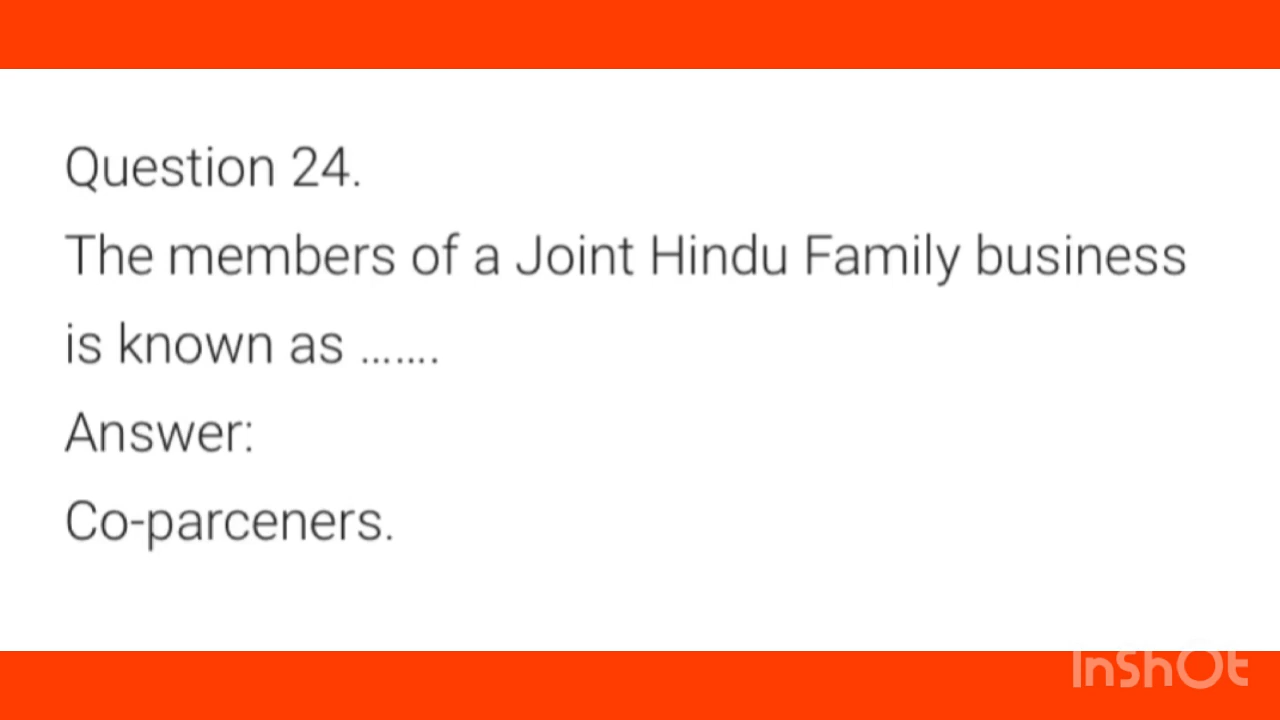 Question 24.
The members of a Joint Hindu Family business
is known as .......
Answer:
Co-parceners.
InShOt